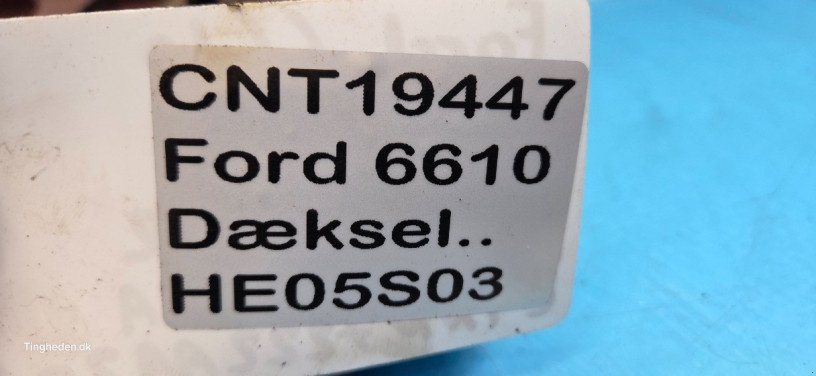 CNT19447
Ford 6610
Dæksel..
HE05S03
Tingheden.dk